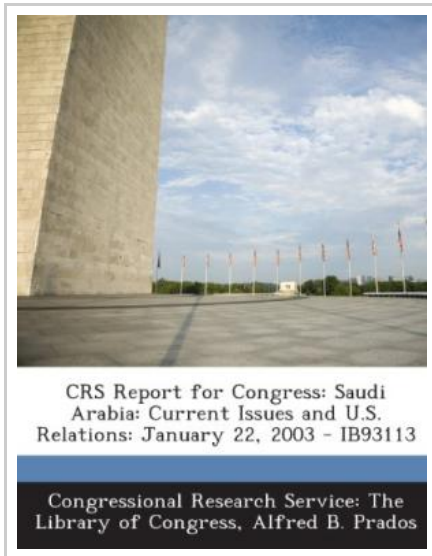 CRS Report for Congress: Saudi
Arabia: Current Issues and U.S.
Relations: January 22, 2003 - IB93113
Congressional Research Service: The
Library of Congress, Alfred B. Prados